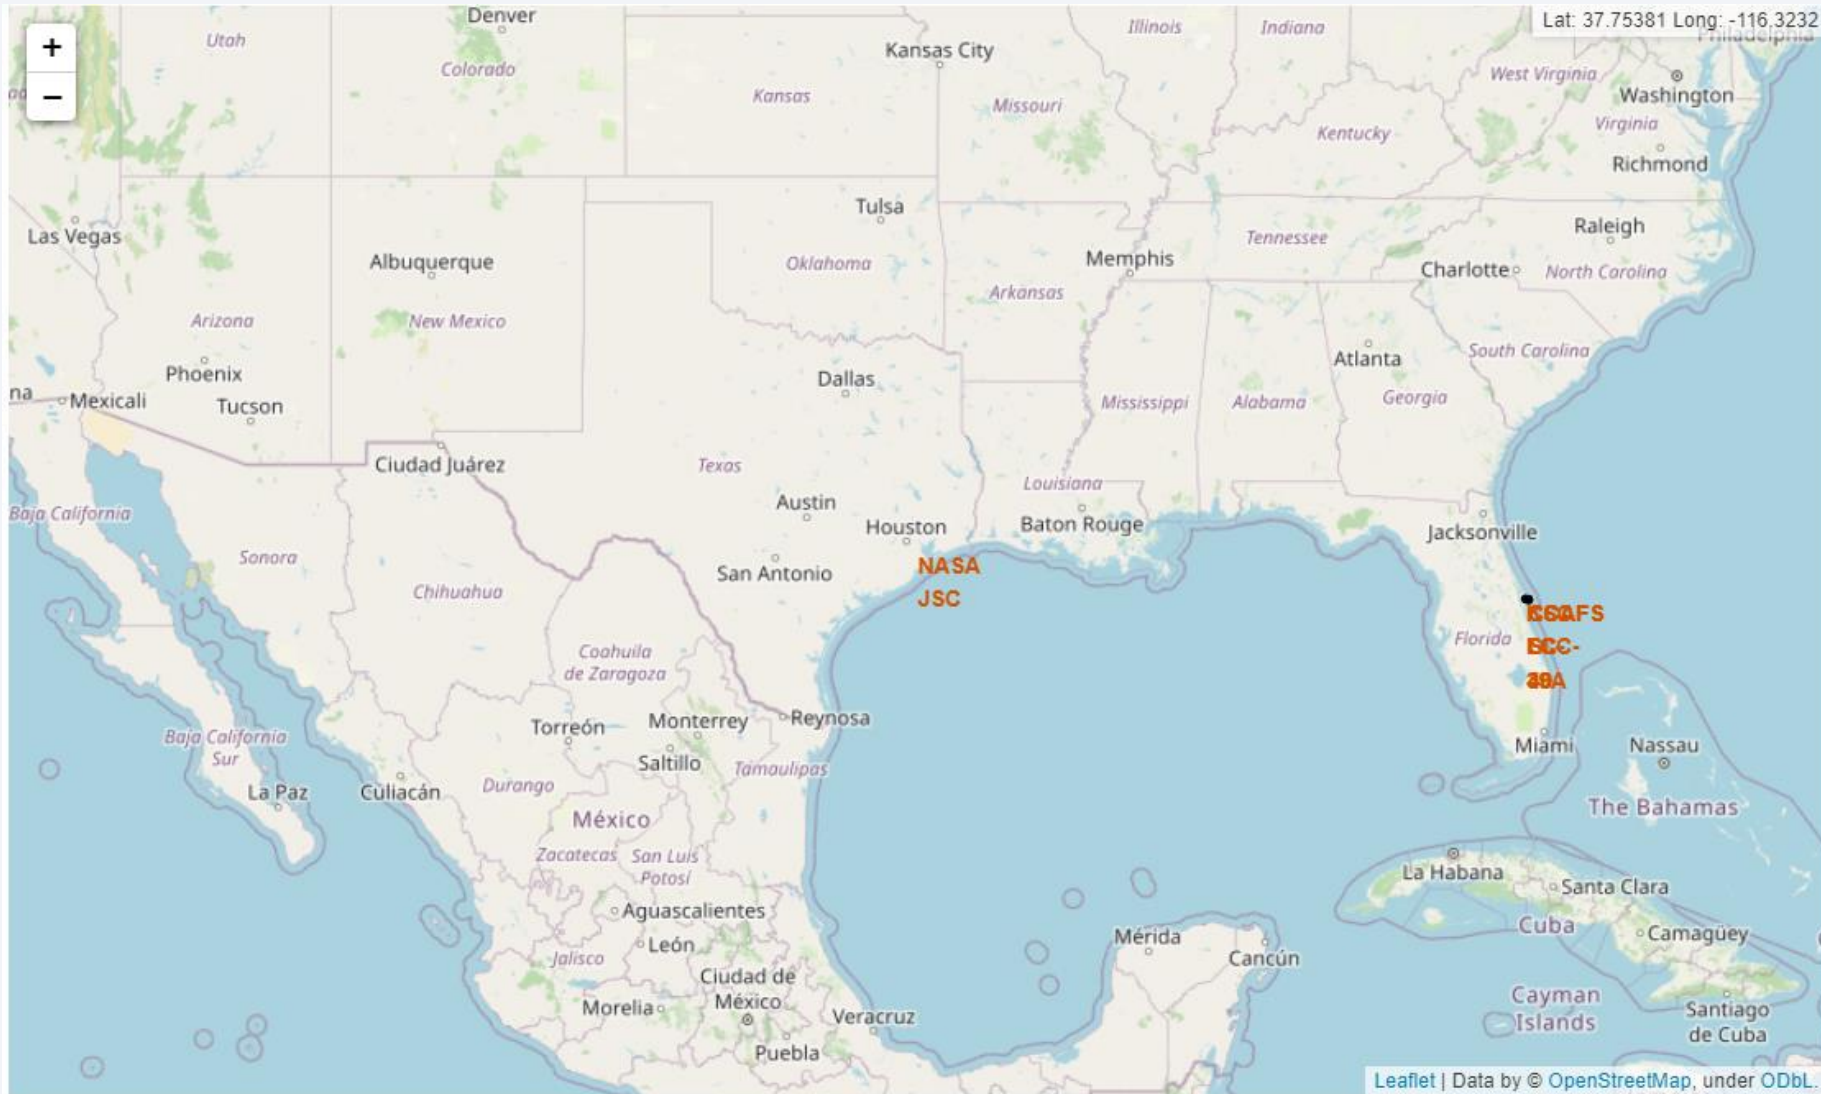 Denver
Lat: 37.75381 Long: -116.3232
Utah
Illinois
Indiana
Philadelphia
+
Kansas City
Colorado
West Virginia
−
Kansas
Missouri
Washington
Kentucky
Virginia
Richmond
Tulsa
Las Vegas
Raleigh
Tennessee
Albuquerque
Oklahoma
Memphis
Charlotte
North Carolina
Arkansas
Arizona
New Mexico
South Carolina
Atlanta
Phoenix
Dallas
na
Mexicali
Tucson
Mississippi
Alabama
Georgia
Ciudad Juárez
Texas
Louisiana
Austin
Baja California
Houston
Baton Rouge
Jacksonville
Sonora
San Antonio
NASA
JSC
Chihuahua
Florida
Coahuila
de Zaragoza
Torreón
Monterrey
Reynosa
Baja California
Sur
Saltillo
Tamaulipas
Miami
Nassau
La Paz
Culiacán
Durango
The Bahamas
México
Zacatecas
San Luis
Potosí
La Habana
Santa Clara
Aguascalientes
Cuba
Camagüey
León
Mérida
Jalisco
Cancún
Ciudad de
México
Morelia
Cayman
Islands
Veracruz
Santiago
de Cuba
Puebla
Leaflet | Data by © OpenStreetMap, under ODbL.